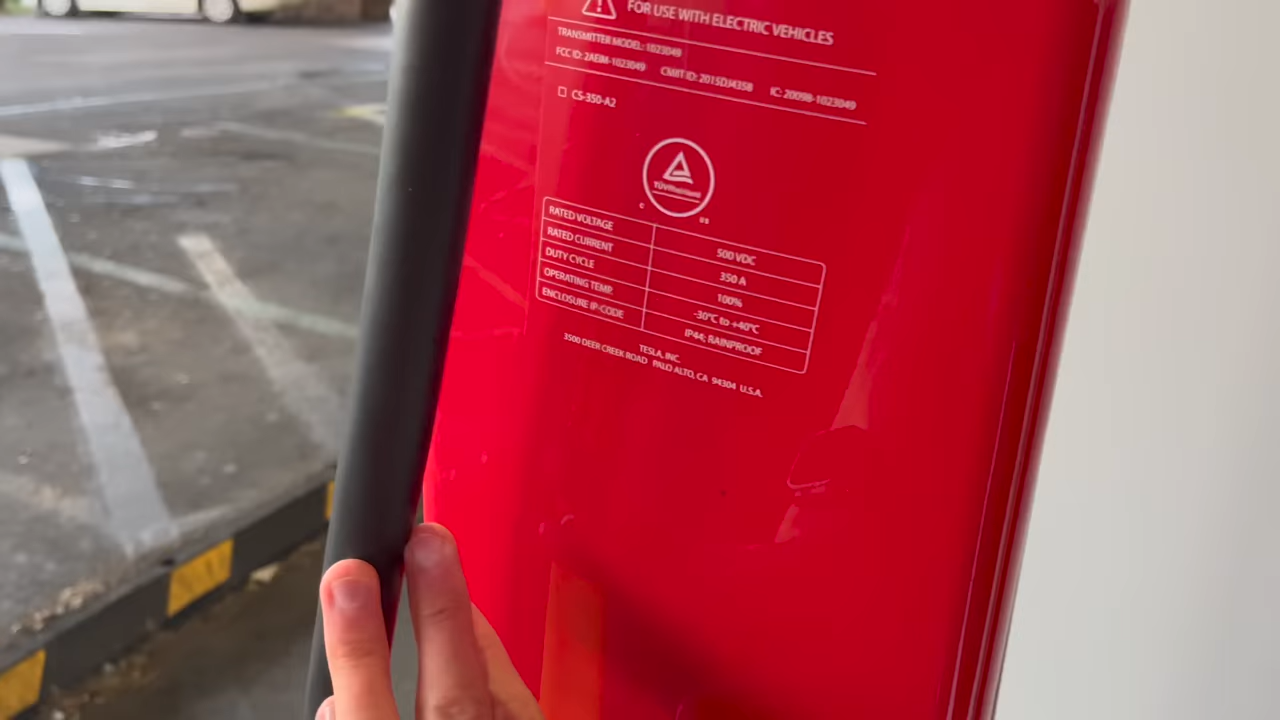 FOR USE WITH ELECTRIC VEHICLES
TRANSMITTER MODEL: 1023049
FCC ID: 2AEIM-1023049 CMIIT ID: 2015DJ4358 IC: 20098-1023049
CS-350-A2
TÜVRheinland
C US
RATED VOLTAGE 500 VDC
RATED CURRENT 350 A
DUTY CYCLE 100%
OPERATING TEMP. -30°C to +40°C
ENCLOSURE IP-CODE IP44; RAINPROOF
TESLA, INC.
3500 DEER CREEK ROAD PALO ALTO, CA 94304 U.S.A.